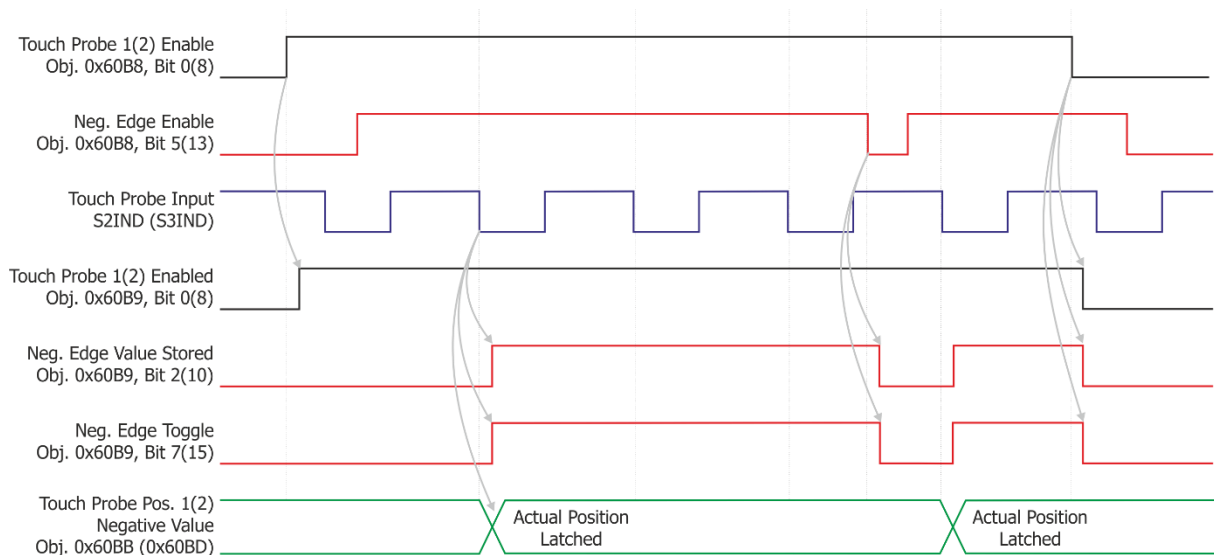 Touch Probe 1(2) Enable
Obj. 0x60B8, Bit 0(8)
Neg. Edge Enable
Obj. 0x60B8, Bit 5(13)
Touch Probe Input
S2IND (S3IND)
Touch Probe 1(2) Enabled
Obj. 0x60B9, Bit 0(8)
Neg. Edge Value Stored
Obj. 0x60B9, Bit 2(10)
Neg. Edge Toggle
Obj. 0x60B9, Bit 7(15)
Touch Probe Pos. 1(2)
Negative Value
Obj. 0x60BB (0x60BD)
Actual Position
Latched
Actual Position
Latched